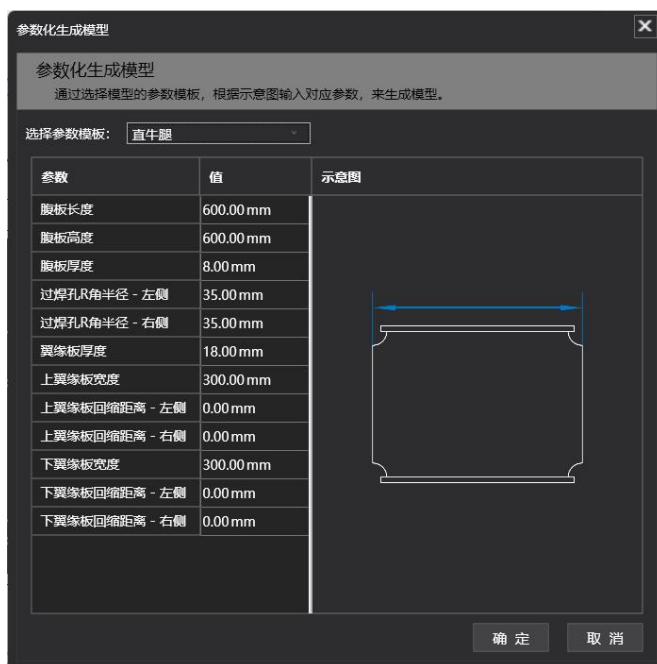 参数化生成模型
参数化生成模型
通过选择模型的参数模板，根据示意图输入对应参数，来生成模型。
选择参数模板： 直牛腿
参数 值 示意图
腹板长度 600.00 mm
腹板高度 600.00 mm
腹板厚度 8.00 mm
过焊孔R角半径 - 左侧 35.00 mm
过焊孔R角半径 - 右侧 35.00 mm
翼缘板厚度 18.00 mm
上翼缘板宽度 300.00 mm
上翼缘板回缩距离 - 左侧 0.00 mm
上翼缘板回缩距离 - 右侧 0.00 mm
下翼缘板宽度 300.00 mm
下翼缘板回缩距离 - 左侧 0.00 mm
下翼缘板回缩距离 - 右侧 0.00 mm
确 定 取 消